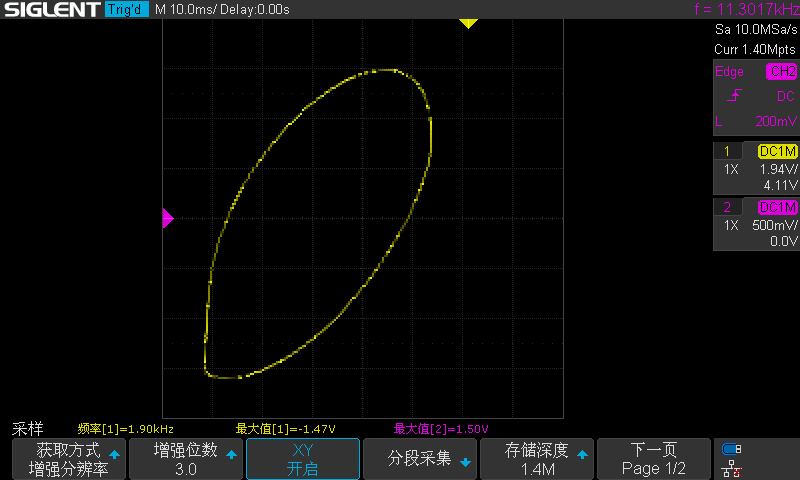 SIGLENT Trig'd M 10.0ms/ Delay:0.00s f = 11.3017kHz
Sa 10.0MSa/s
Curr 1.40Mpts
Edge CH2
DC
L 200mV
1 DC1M
1X 1.94V/
4.11V
2 DC1M
1X 500mV/
0.0V
采样 频率[1]=1.90kHz 最大值[1]=-1.47V 最大值[2]=1.50V
获取方式 增强位数 XY 分段采集 存储深度 下一页
增强分辨率 3.0 开启 1.4M Page 1/2